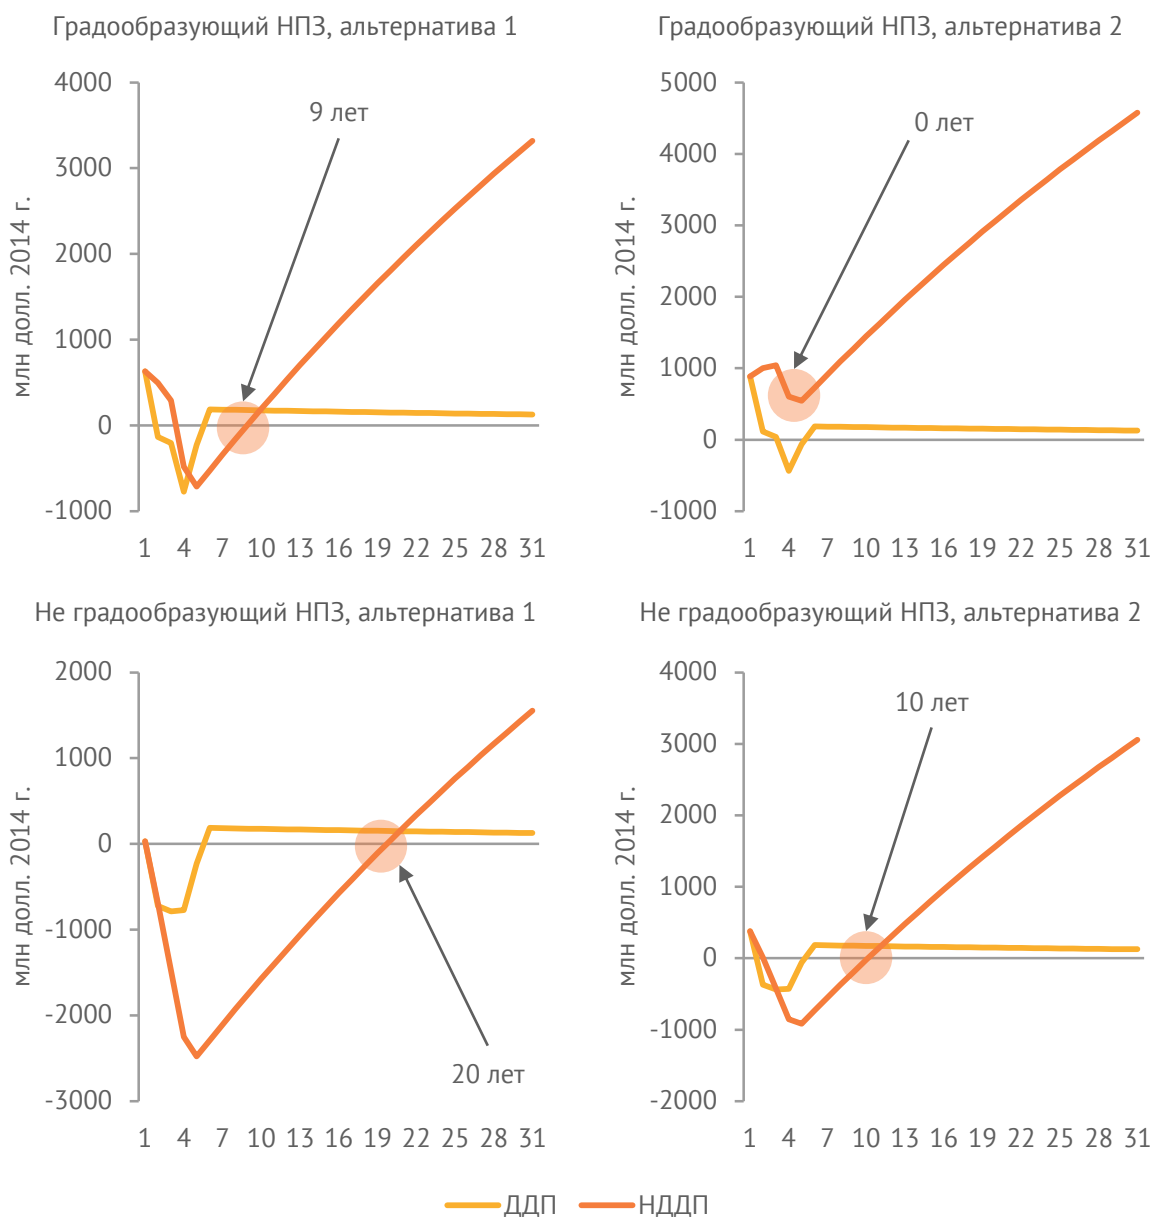 Градообразующий НПЗ, альтернатива 1
млн долл. 2014 г.
4000
3000
2000
1000
0
-1000
9 лет
1 4 7 10 13 16 19 22 25 28 31
Градообразующий НПЗ, альтернатива 2
млн долл. 2014 г.
5000
4000
3000
2000
1000
0
-1000
0 лет
1 4 7 10 13 16 19 22 25 28 31
Не градообразующий НПЗ, альтернатива 1
млн долл. 2014 г.
2000
1000
0
-1000
-2000
-3000
20 лет
1 4 7 10 13 16 19 22 25 28 31
Не градообразующий НПЗ, альтернатива 2
млн долл. 2014 г.
4000
3000
2000
1000
0
-1000
-2000
10 лет
1 4 7 10 13 16 19 22 25 28 31
ДДП НДДП